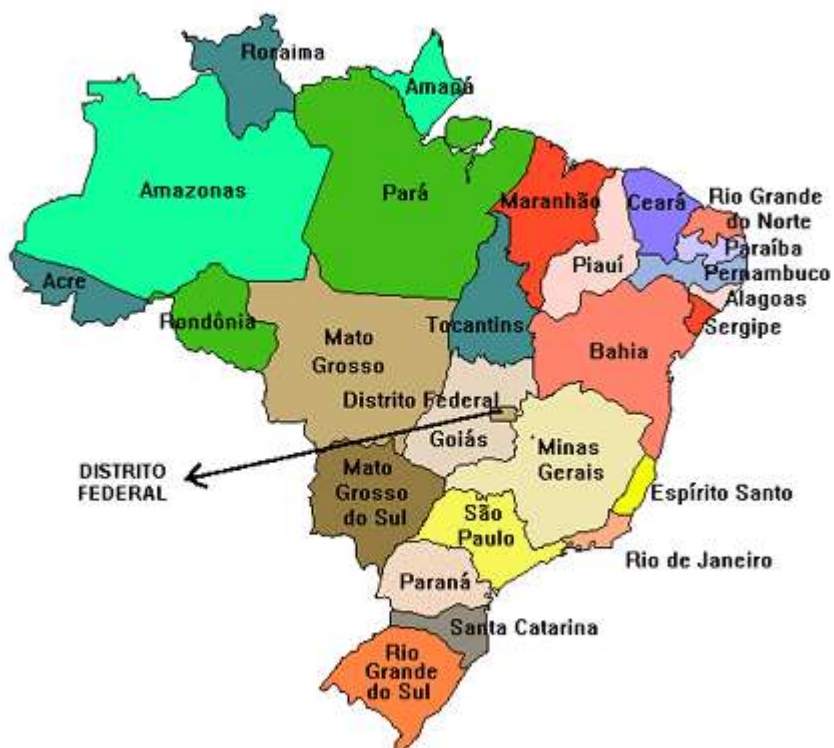 Roraima
Amapá
Amazonas
Pará
Maranhão
Ceará
Rio Grande
do Norte
Paraíba
Pernambuco
Alagoas
Sergipe
Piauí
Acre
Rondônia
Tocantins
Mato
Grosso
Bahia
Distrito Federal
Goiás
Minas
Gerais
DISTRITO
FEDERAL
Mato
Grosso
do Sul
Espírito Santo
São
Paulo
Rio de Janeiro
Paraná
Santa Catarina
Rio
Grande
do Sul